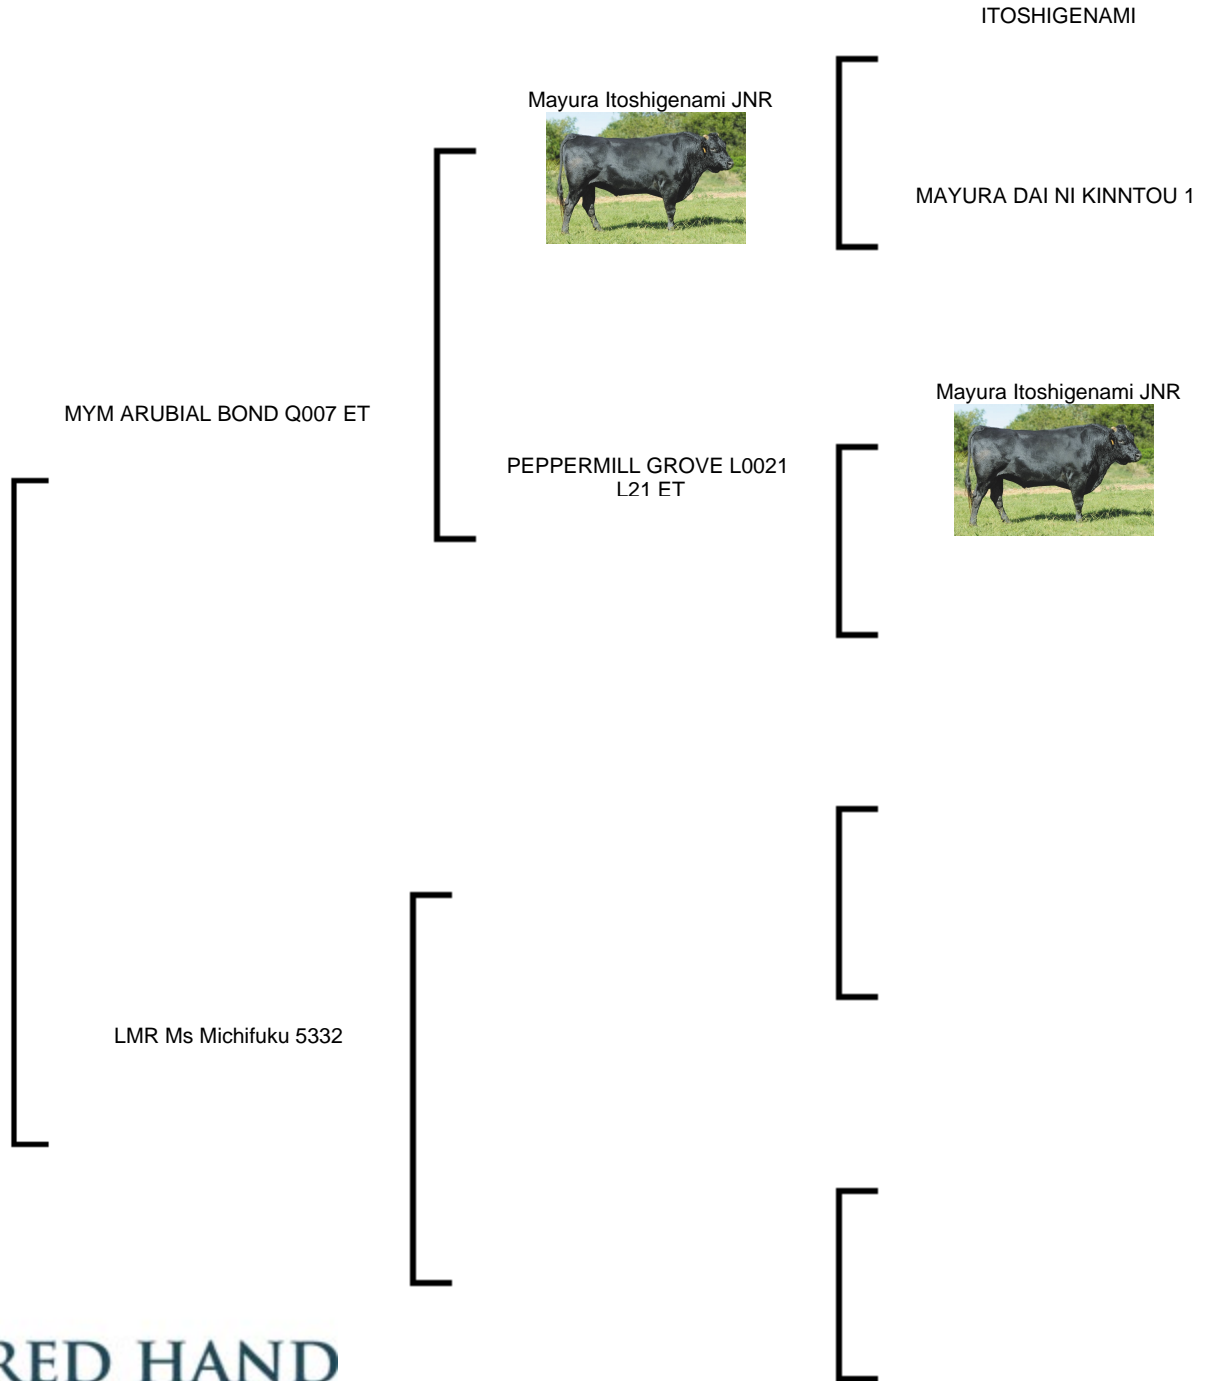 ITOSHIGENAMI
Mayura Itoshigenami JNR
MAYURA DAI NI KINNTOU 1
Mayura Itoshigenami JNR
MYM ARUBIAL BOND Q007 ET
PEPPERMILL GROVE L0021
L21 ET
LMR Ms Michifuku 5332
RED HAND